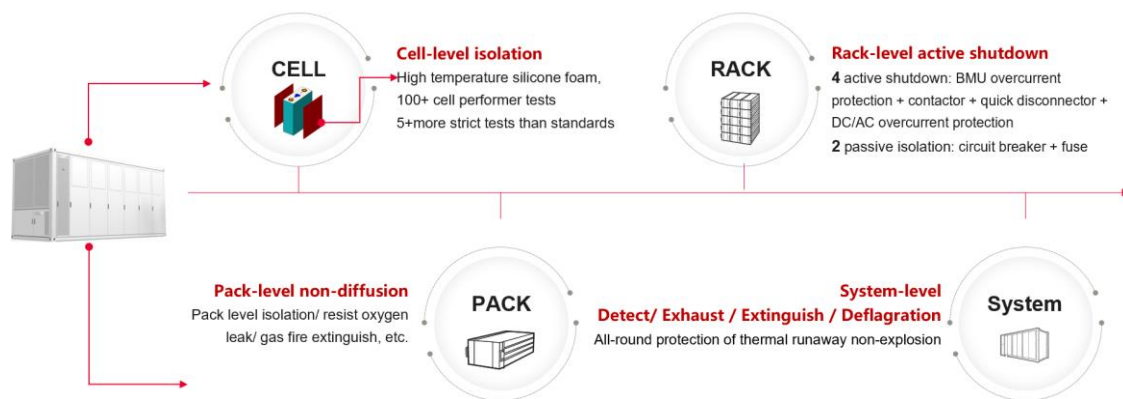 CELL
Cell-level isolation
High temperature silicone foam,
100+ cell performer tests
5+more strict tests than standards
RACK
Rack-level active shutdown
4 active shutdown: BMU overcurrent
protection + contactor + quick disconnector +
DC/AC overcurrent protection
2 passive isolation: circuit breaker + fuse
Pack-level non-diffusion
Pack level isolation/ resist oxygen
leak/ gas fire extinguish, etc.
PACK
System-level
Detect/ Exhaust / Extinguish / Deflagration
All-round protection of thermal runaway non-explosion
System